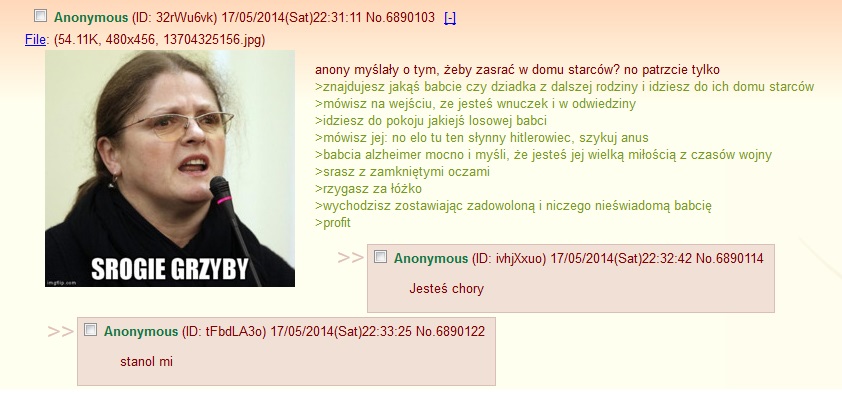 Anonymous (ID: 32rWu6vk) 17/05/2014(Sat)22:31:11 No.6890103 [-]
File: (54.11K, 480x456, 13704325156.jpg)
anony myślały o tym, żeby zasrać w domu starców? no patrzcie tylko
>znajdujesz jakąś babcie czy dziadka z dalszej rodziny i idziesz do ich domu starców
>mówisz na wejściu, ze jesteś wnuczek i w odwiedziny
>idziesz do pokoju jakiejś losowej babci
>mówisz jej: no elo tu ten słynny hitlerowiec, szykuj anus
>babcia alzheimer mocno i myśli, że jesteś jej wielką miłością z czasów wojny
>srasz z zamkniętymi oczami
>rzygasz za łóżko
>wychodzisz zostawiając zadowoloną i niczego nieświadomą babcię
>profit
SROGIE GRZYBY
imgflip.com
>> Anonymous (ID: ivhjXxuo) 17/05/2014(Sat)22:32:42 No.6890114
Jesteś chory
>> Anonymous (ID: tFbdLA3o) 17/05/2014(Sat)22:33:25 No.6890122
stanol mi